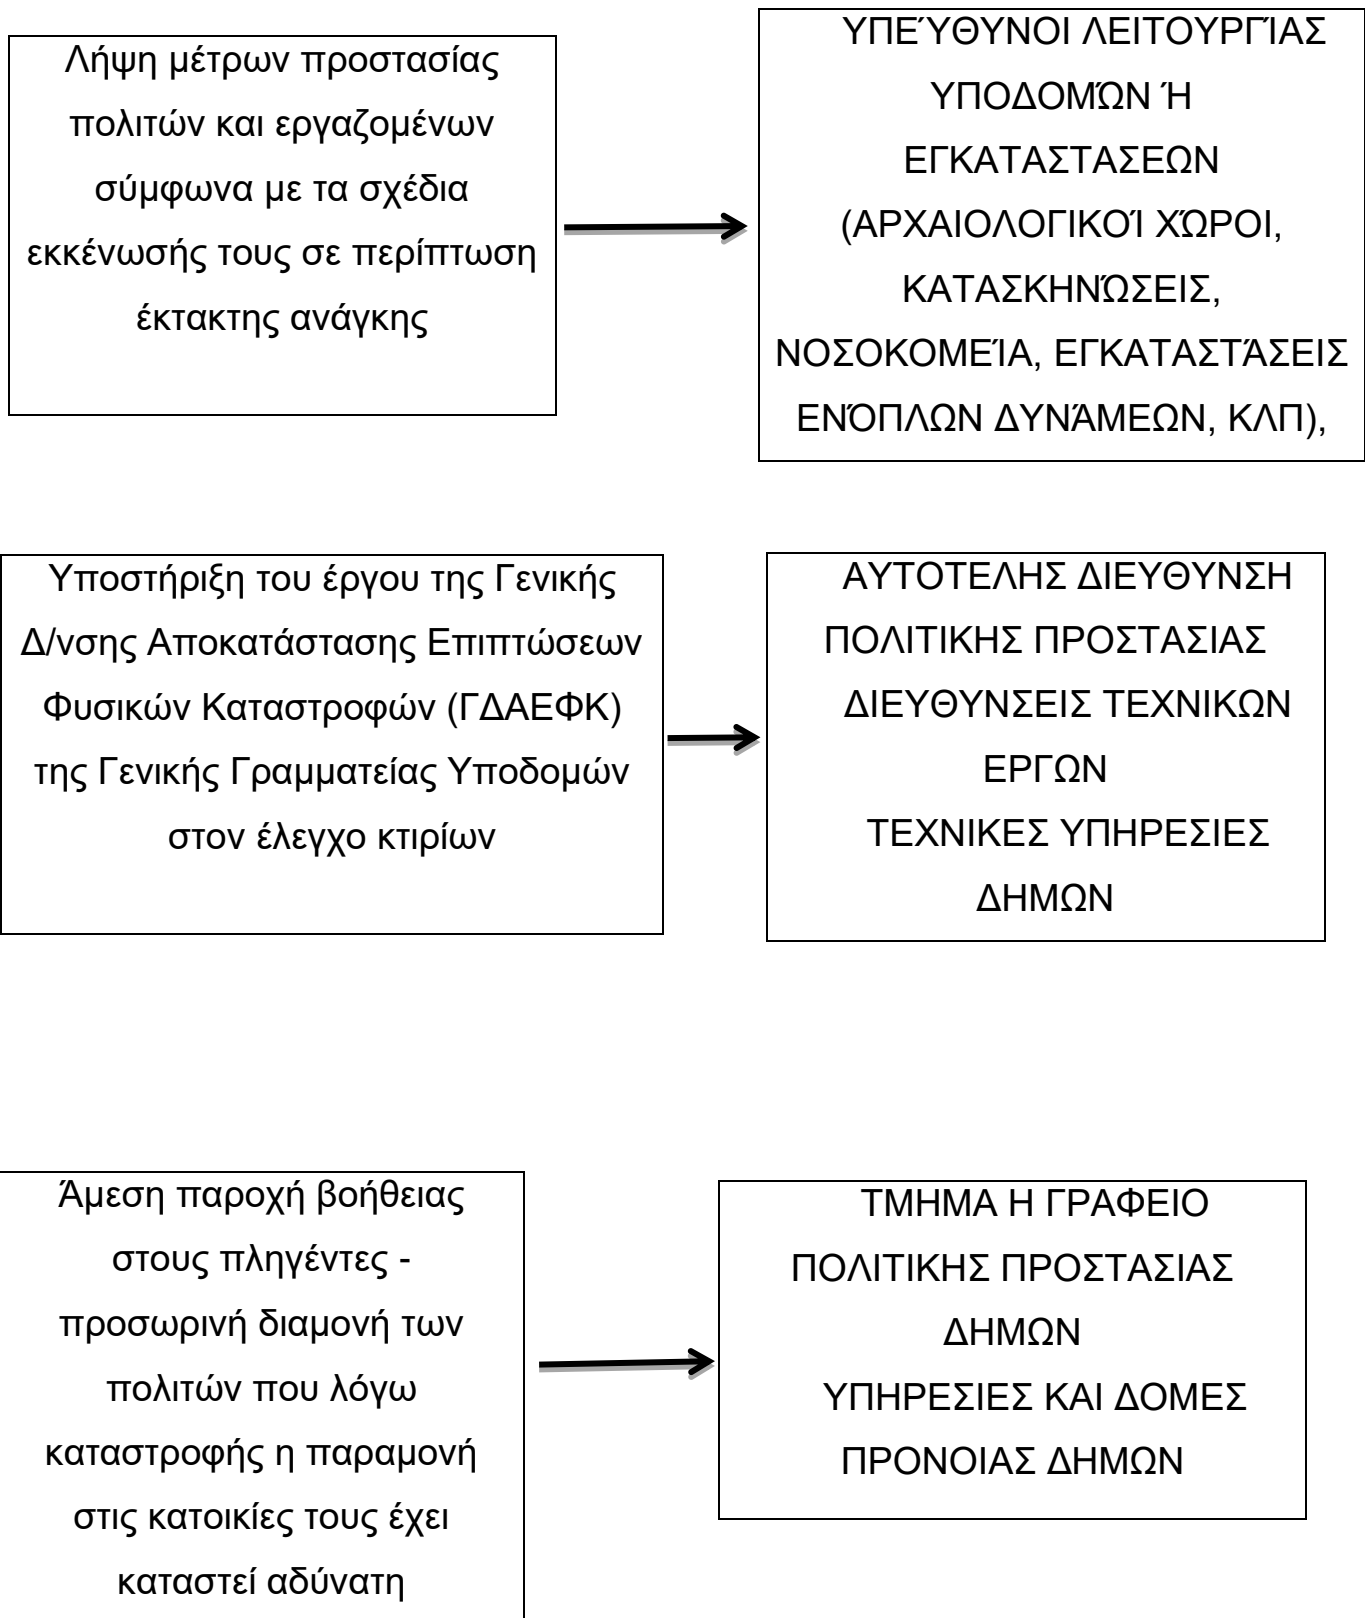 Λήψη μέτρων προστασίας
πολιτών και εργαζομένων
σύμφωνα με τα σχέδια
εκκένωσής τους σε περίπτωση
έκτακτης ανάγκης
ΥΠΕΎΘΥΝΟΙ ΛΕΙΤΟΥΡΓΊΑΣ
ΥΠΟΔΟΜΏΝ Ή
ΕΓΚΑΤΑΣΤΑΣΕΩΝ
(ΑΡΧΑΙΟΛΟΓΙΚΟΊ ΧΏΡΟΙ,
ΚΑΤΑΣΚΗΝΏΣΕΙΣ,
ΝΟΣΟΚΟΜΕΊΑ, ΕΓΚΑΤΑΣΤΆΣΕΙΣ
ΕΝΌΠΛΩΝ ΔΥΝΆΜΕΩΝ, ΚΛΠ),
Υποστήριξη του έργου της Γενικής
Δ/νσης Αποκατάστασης Επιπτώσεων
Φυσικών Καταστροφών (ΓΔΑΕΦΚ)
της Γενικής Γραμματείας Υποδομών
στον έλεγχο κτιρίων
ΑΥΤΟΤΕΛΗΣ ΔΙΕΥΘΥΝΣΗ
ΠΟΛΙΤΙΚΗΣ ΠΡΟΣΤΑΣΙΑΣ
ΔΙΕΥΘΥΝΣΕΙΣ ΤΕΧΝΙΚΩΝ
ΕΡΓΩΝ
ΤΕΧΝΙΚΕΣ ΥΠΗΡΕΣΙΕΣ
ΔΗΜΩΝ
Άμεση παροχή βοήθειας
στους πληγέντες -
προσωρινή διαμονή των
πολιτών που λόγω
καταστροφής η παραμονή
στις κατοικίες τους έχει
καταστεί αδύνατη
ΤΜΗΜΑ Η ΓΡΑΦΕΙΟ
ΠΟΛΙΤΙΚΗΣ ΠΡΟΣΤΑΣΙΑΣ
ΔΗΜΩΝ
ΥΠΗΡΕΣΙΕΣ ΚΑΙ ΔΟΜΕΣ
ΠΡΟΝΟΙΑΣ ΔΗΜΩΝ